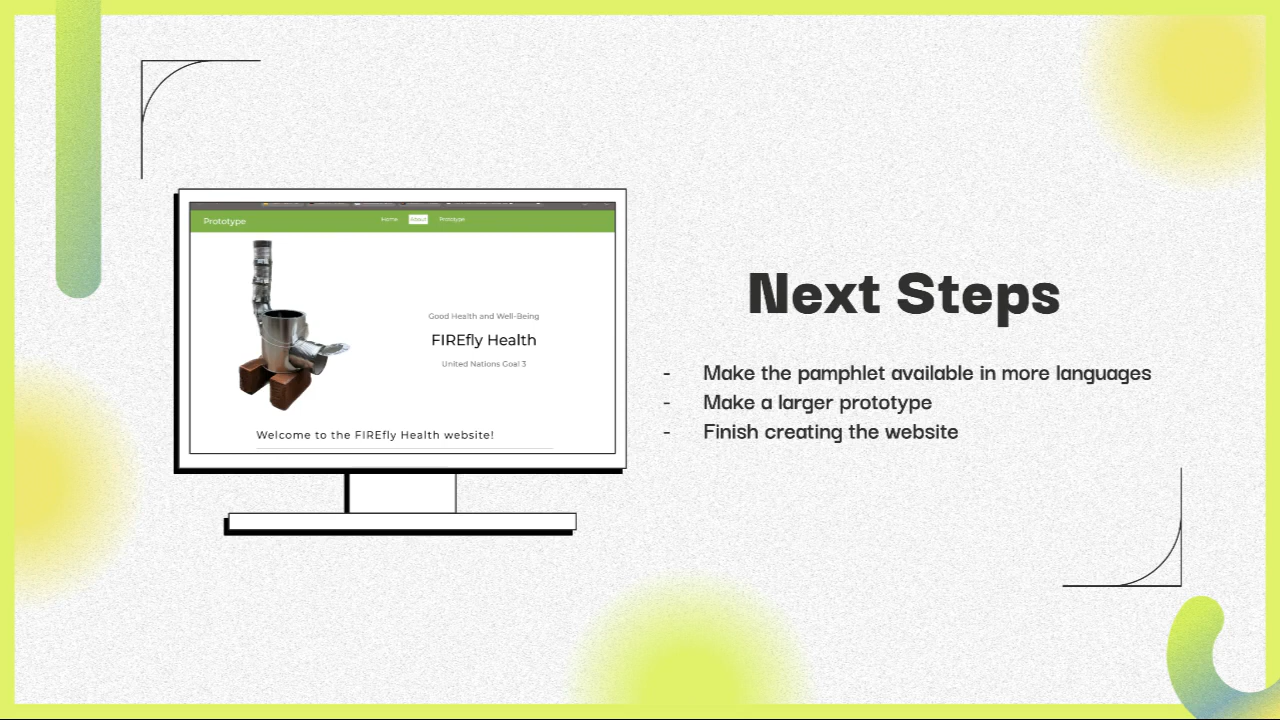 Prototype
Home About Prototype
Good Health and Well-Being
FIREfly Health
United Nations Goal 3
Welcome to the FIREfly Health website!
Next Steps
- Make the pamphlet available in more languages
- Make a larger prototype
- Finish creating the website